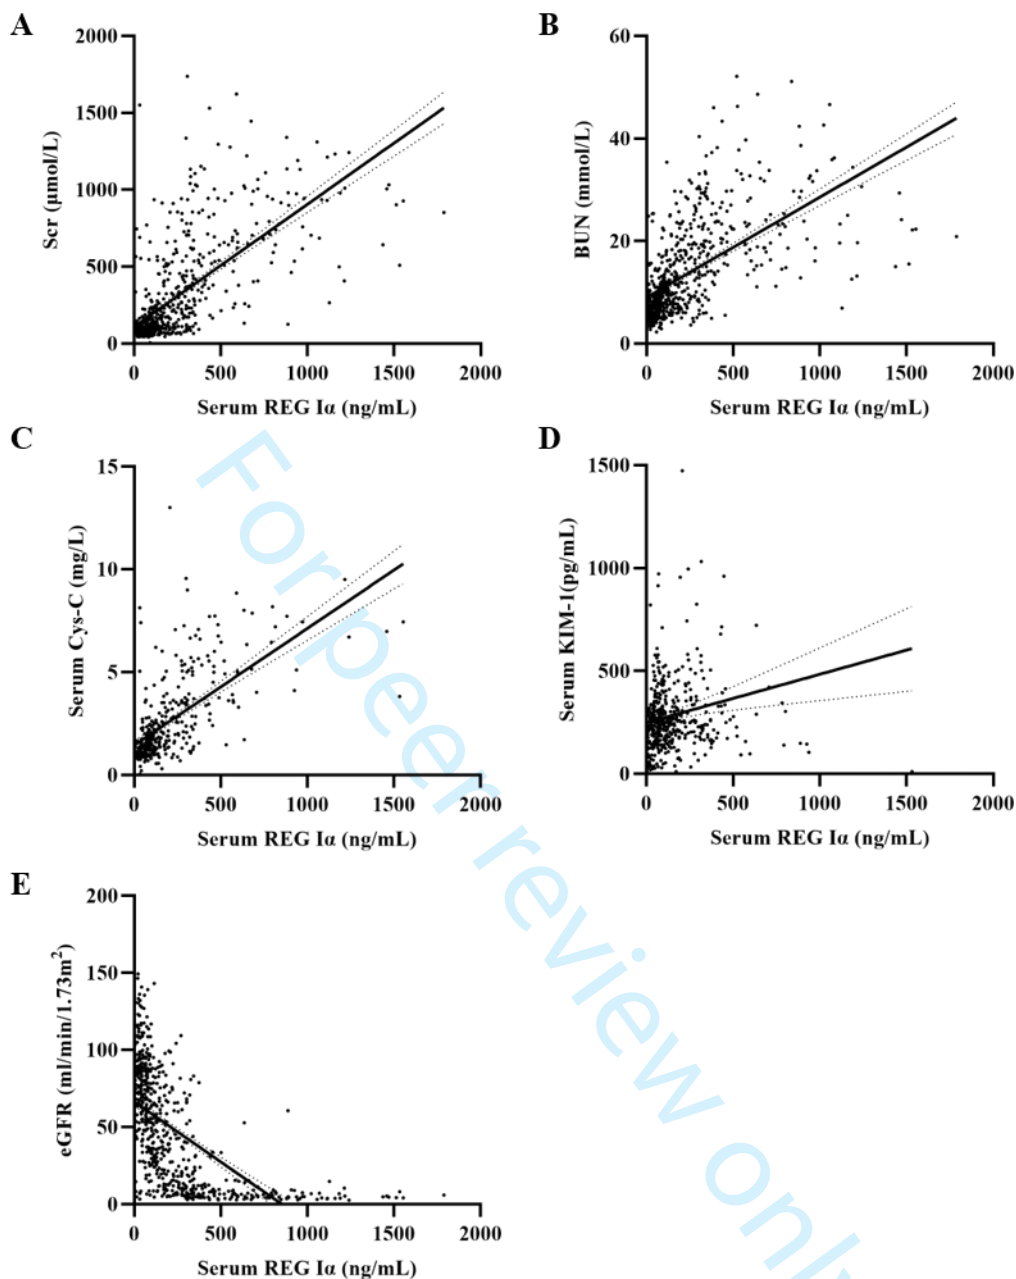 A
B
2000
1500
1000
500
0
Scr (μmol/L)
0 500 1000 1500 2000
Serum REG Iα (ng/mL)
60
40
20
0
BUN (mmol/L)
0 500 1000 1500 2000
Serum REG Iα (ng/mL)
C
D
15
10
5
0
Serum Cys-C (mg/L)
0 500 1000 1500 2000
Serum REG Iα (ng/mL)
1500
1000
500
0
Serum KIM-1(pg/mL)
0 500 1000 1500 2000
Serum REG Iα (ng/mL)
E
200
150
100
50
0
eGFR (ml/min/1.73m²)
0 500 1000 1500 2000
Serum REG Iα (ng/mL)
For peer review only